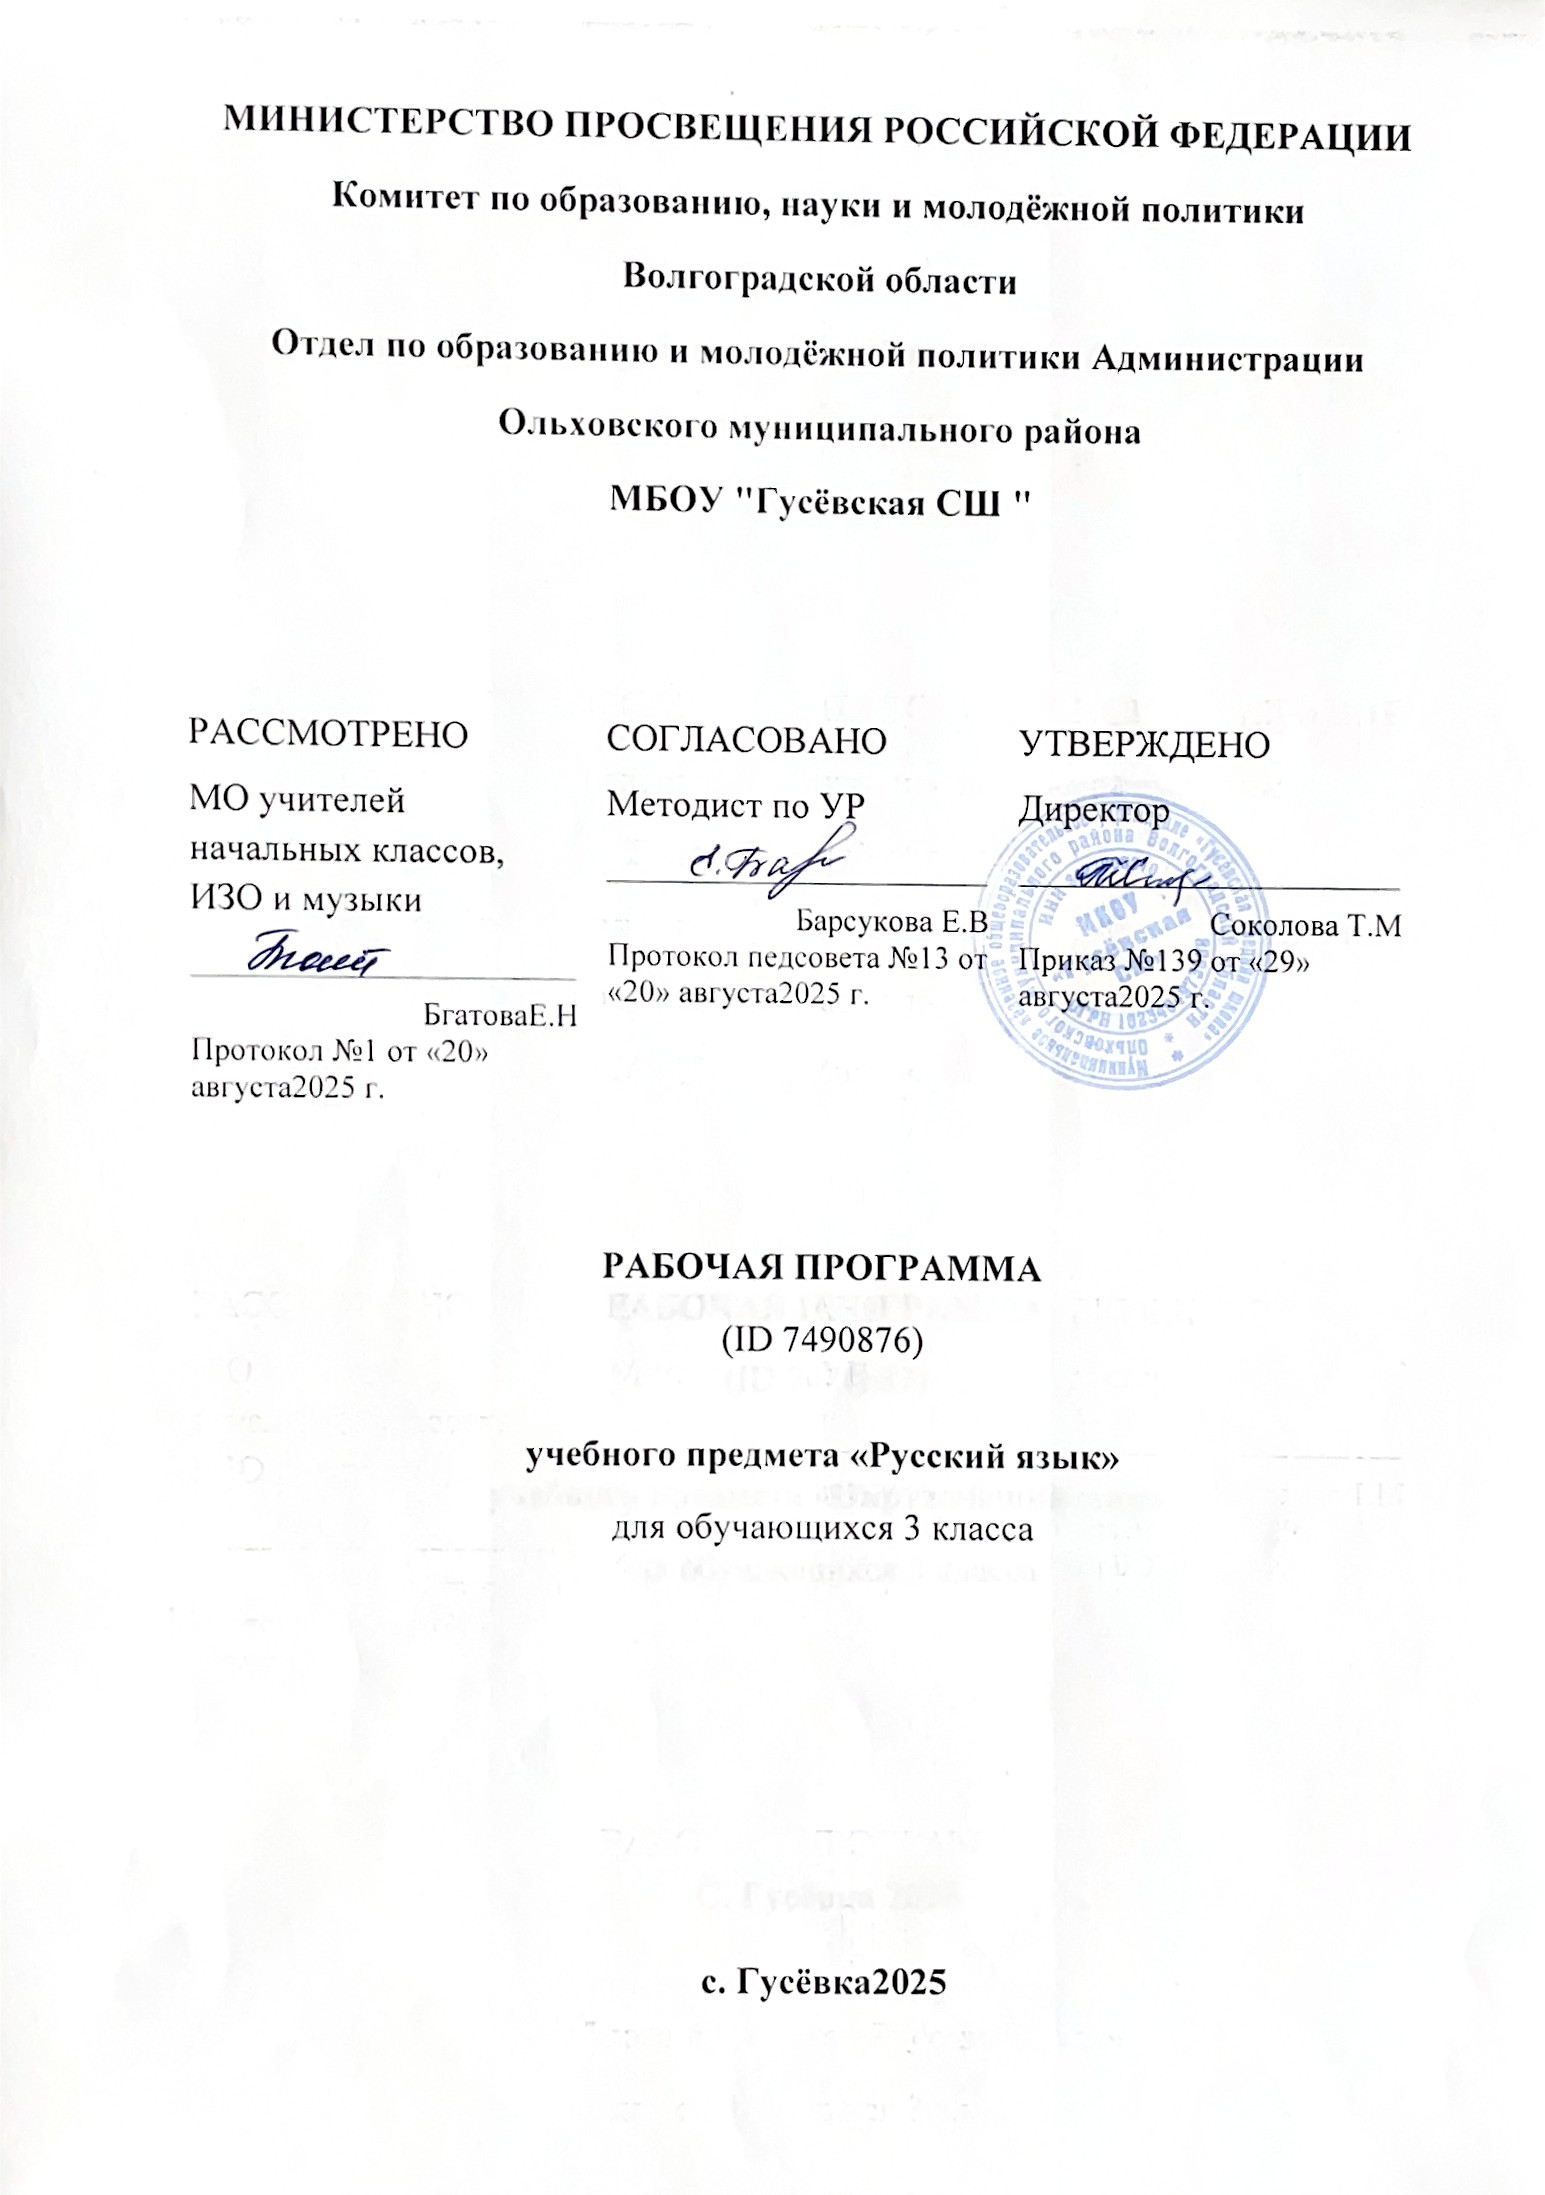 МИНИСТЕРСТВО ПРОСВЕЩЕНИЯ РОССИЙСКОЙ ФЕДЕРАЦИИ
Комитет по образованию, науки и молодёжной политики
Волгоградской области
Отдел по образованию и молодёжной политики Администрации
Ольховского муниципального района
МБОУ "Гусёвская СШ "
РАССМОТРЕНО
МО учителей
начальных классов,
ИЗО и музыки
БгатоваЕ.Н
Протокол №1 от «20»
августа2025 г.
СОГЛАСОВАНО
Методист по УР
Барсукова Е.В
Протокол педсовета №13 от
«20» августа2025 г.
УТВЕРЖДЕНО
Директор
Соколова Т.М
Приказ №139 от «29»
августа2025 г.
МКОУ
РАБОЧАЯ ПРОГРАММА
(ID 7490876)
учебного предмета «Русский язык»
для обучающихся 3 класса
с. Гусёвка2025